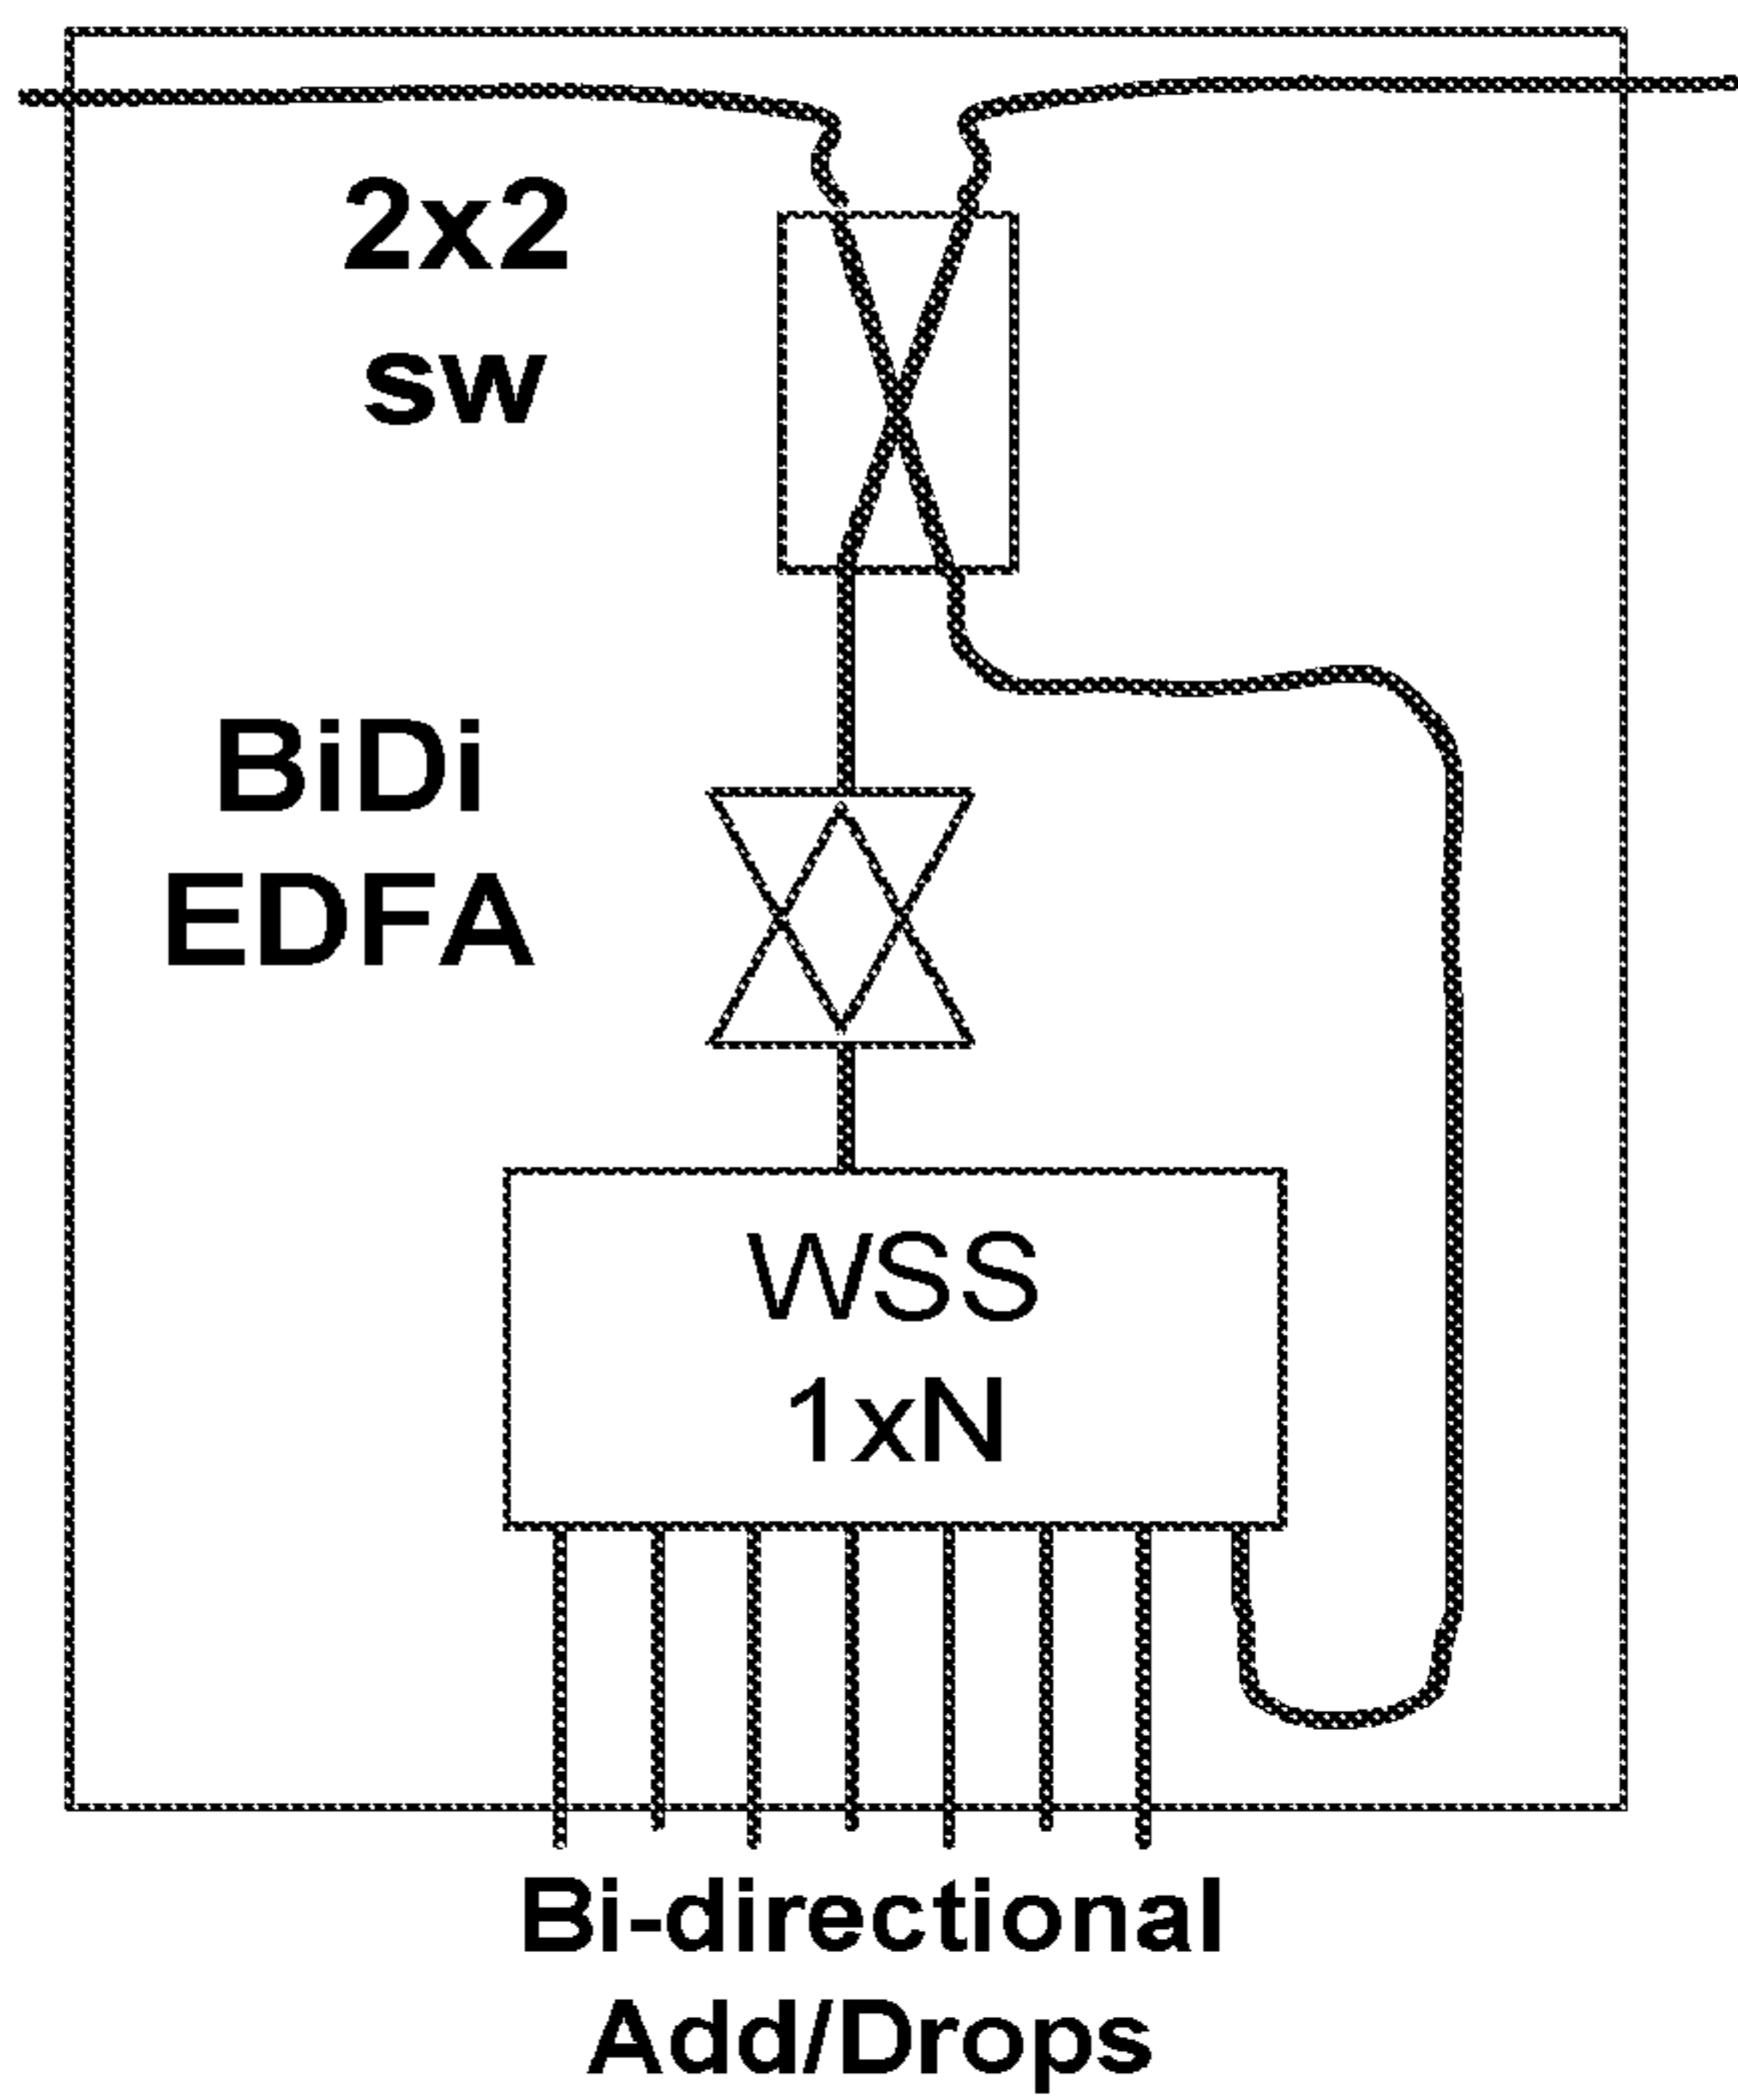 2x2
sw
BiDi
EDFA
WSS
1xN
Bi-directional
Add/Drops